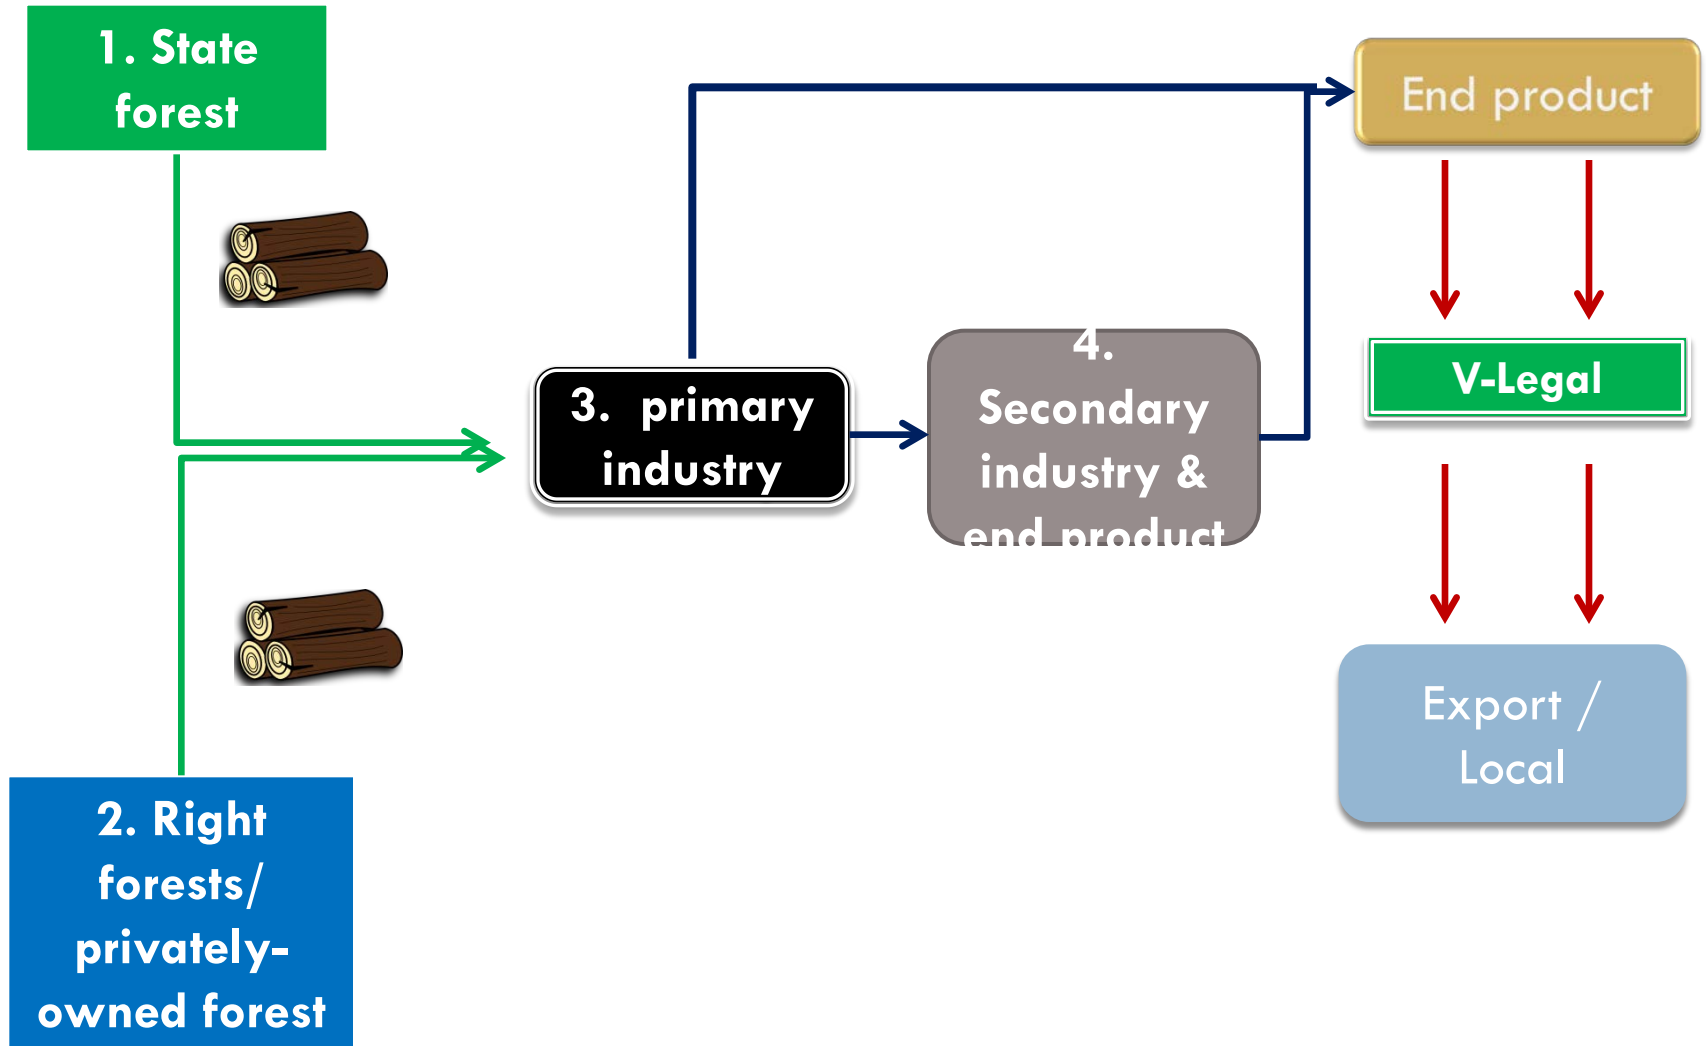 1. State
forest
End product
4.
Secondary
industry &
end product
3. primary
industry
V-Legal
Export /
Local
2. Right
forests/
privately-
owned forest